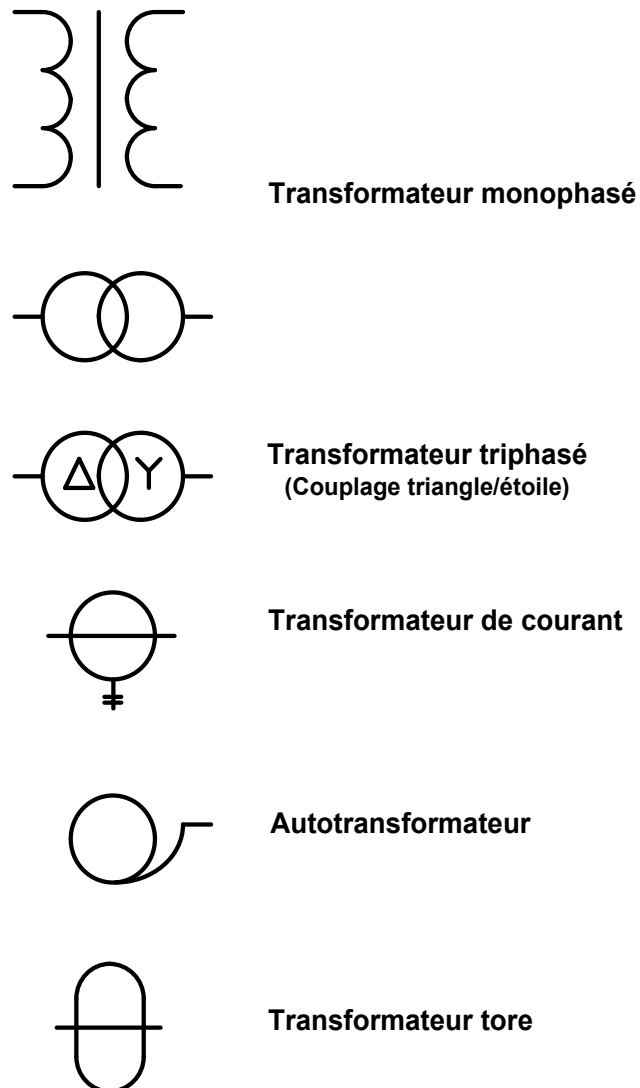 Transformateur monophasé
Δ Y
Transformateur triphasé
(Couplage triangle/étoile)
Transformateur de courant
Autotransformateur
Transformateur tore